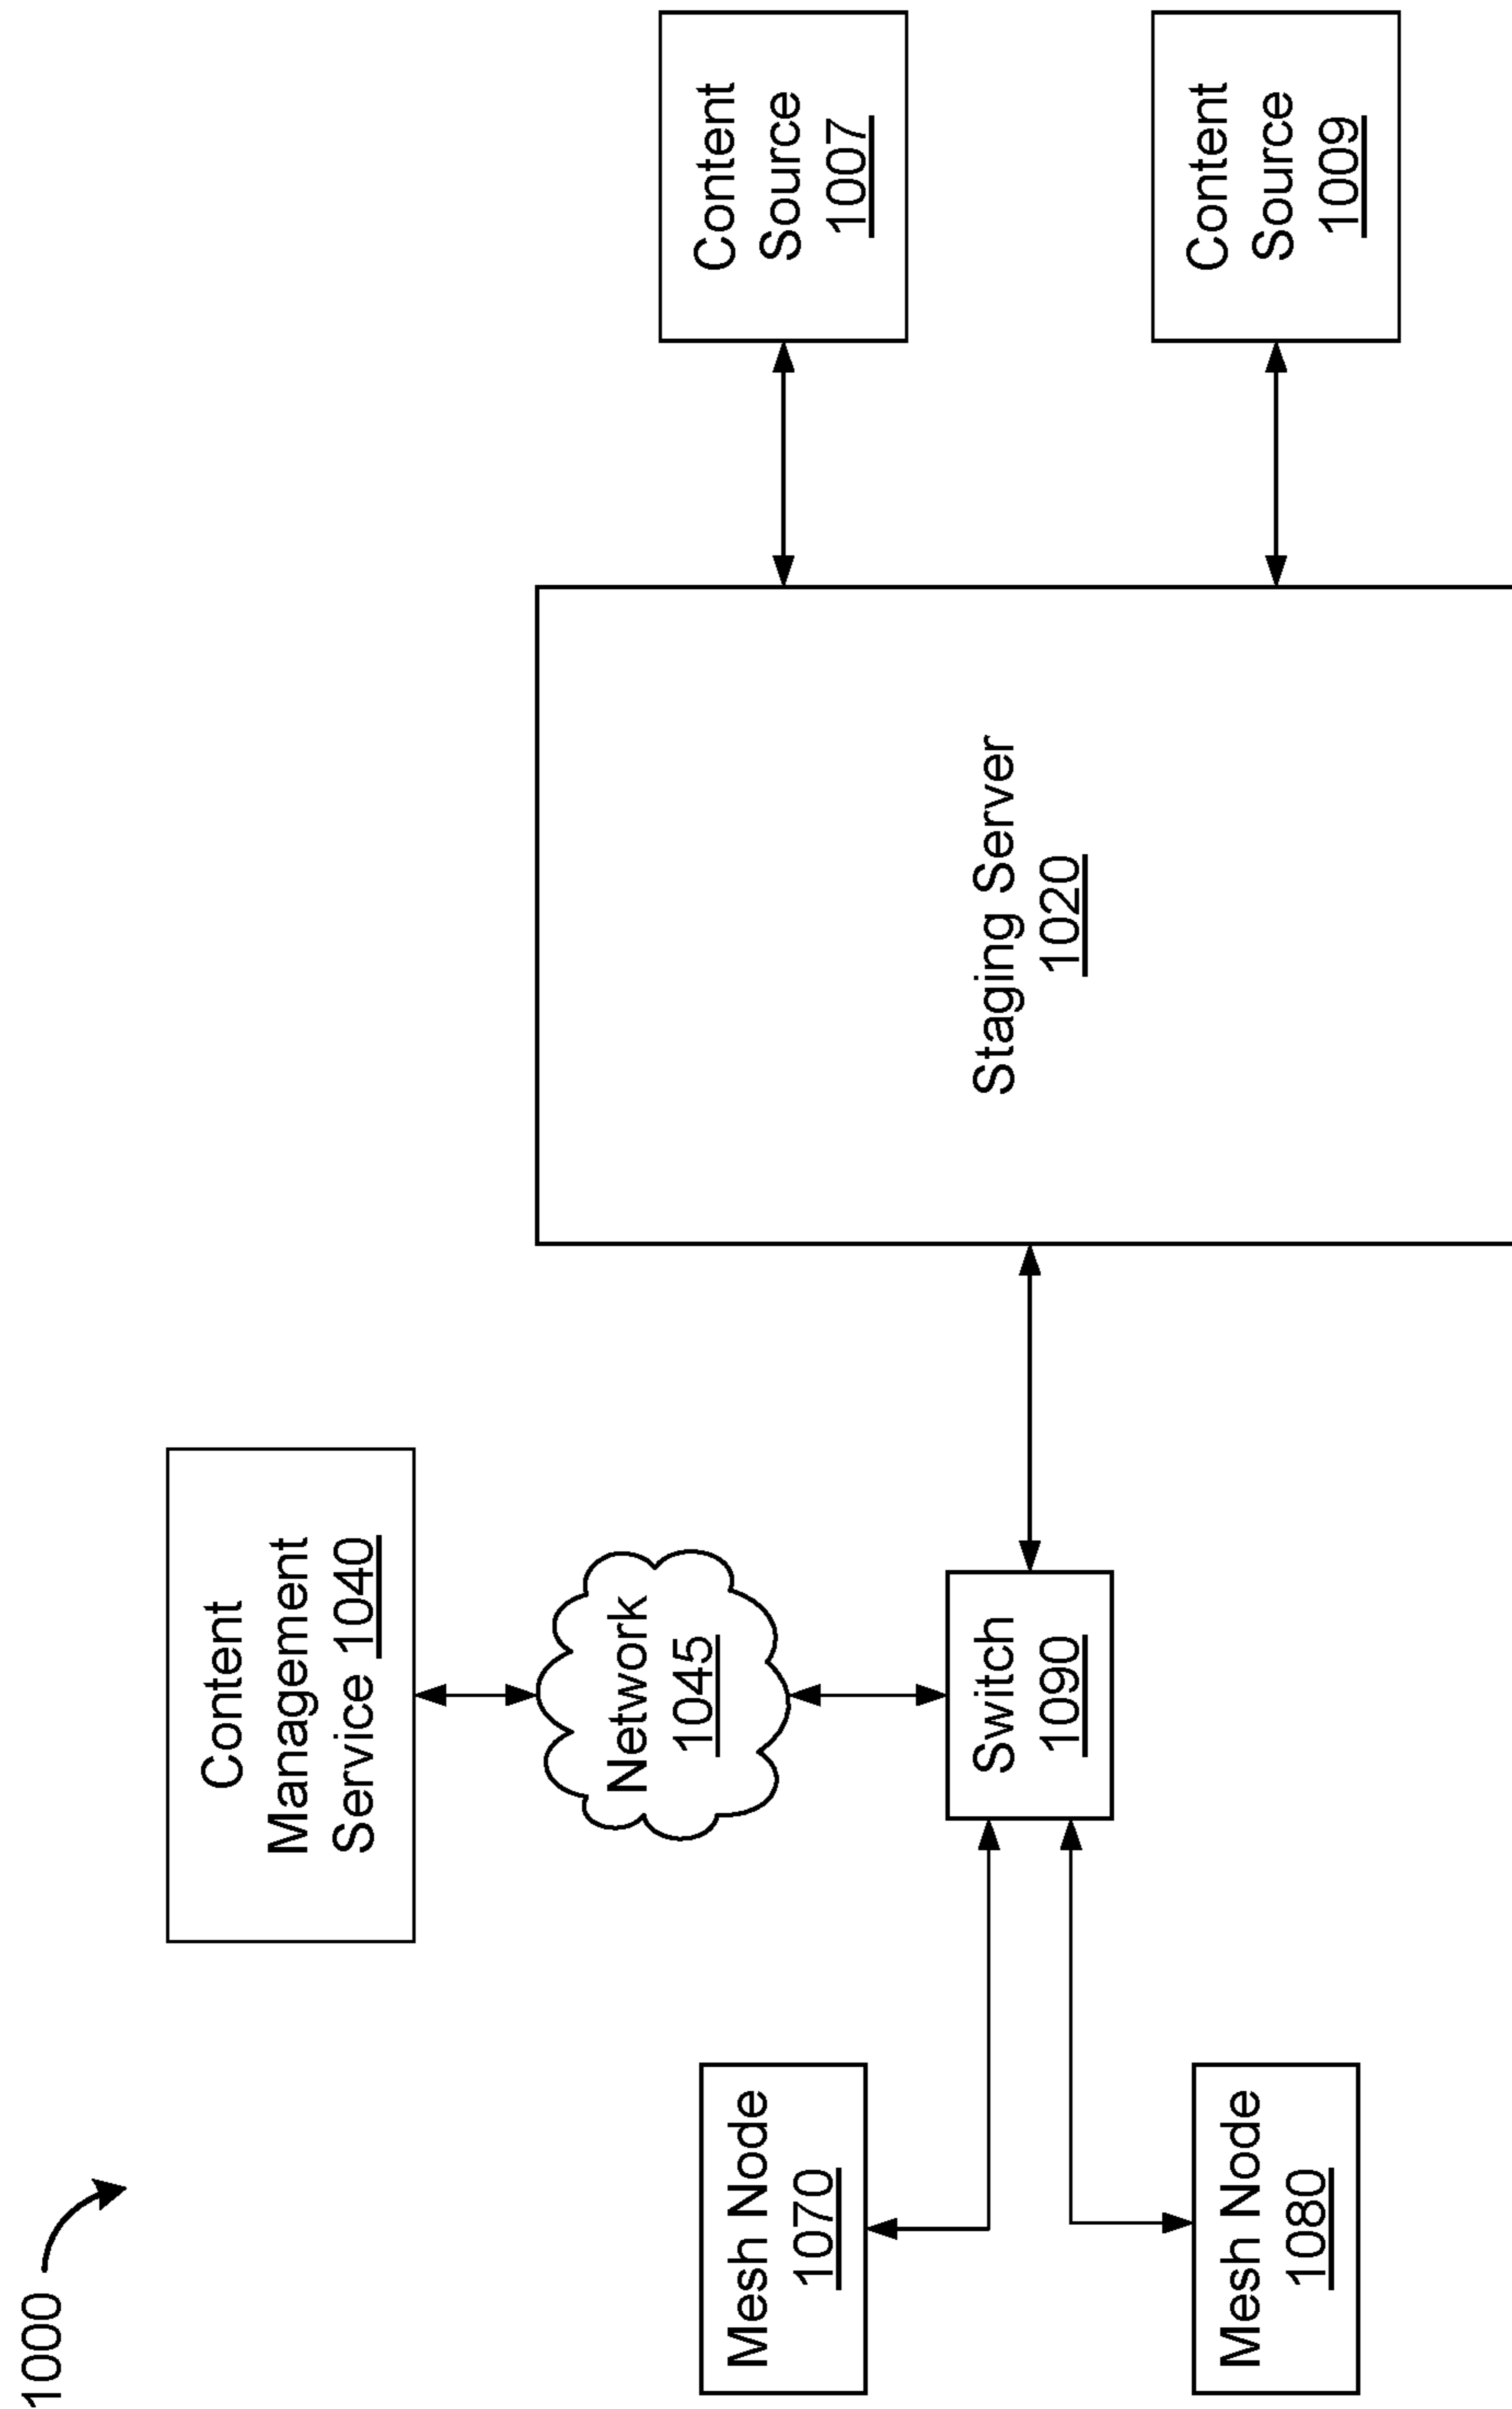 1000
Content
Management
Service 1040
Network
1045
Mesh Node
1070
Mesh Node
1080
Switch
1090
Staging Server
1020
Content
Source
1007
Content
Source
1009